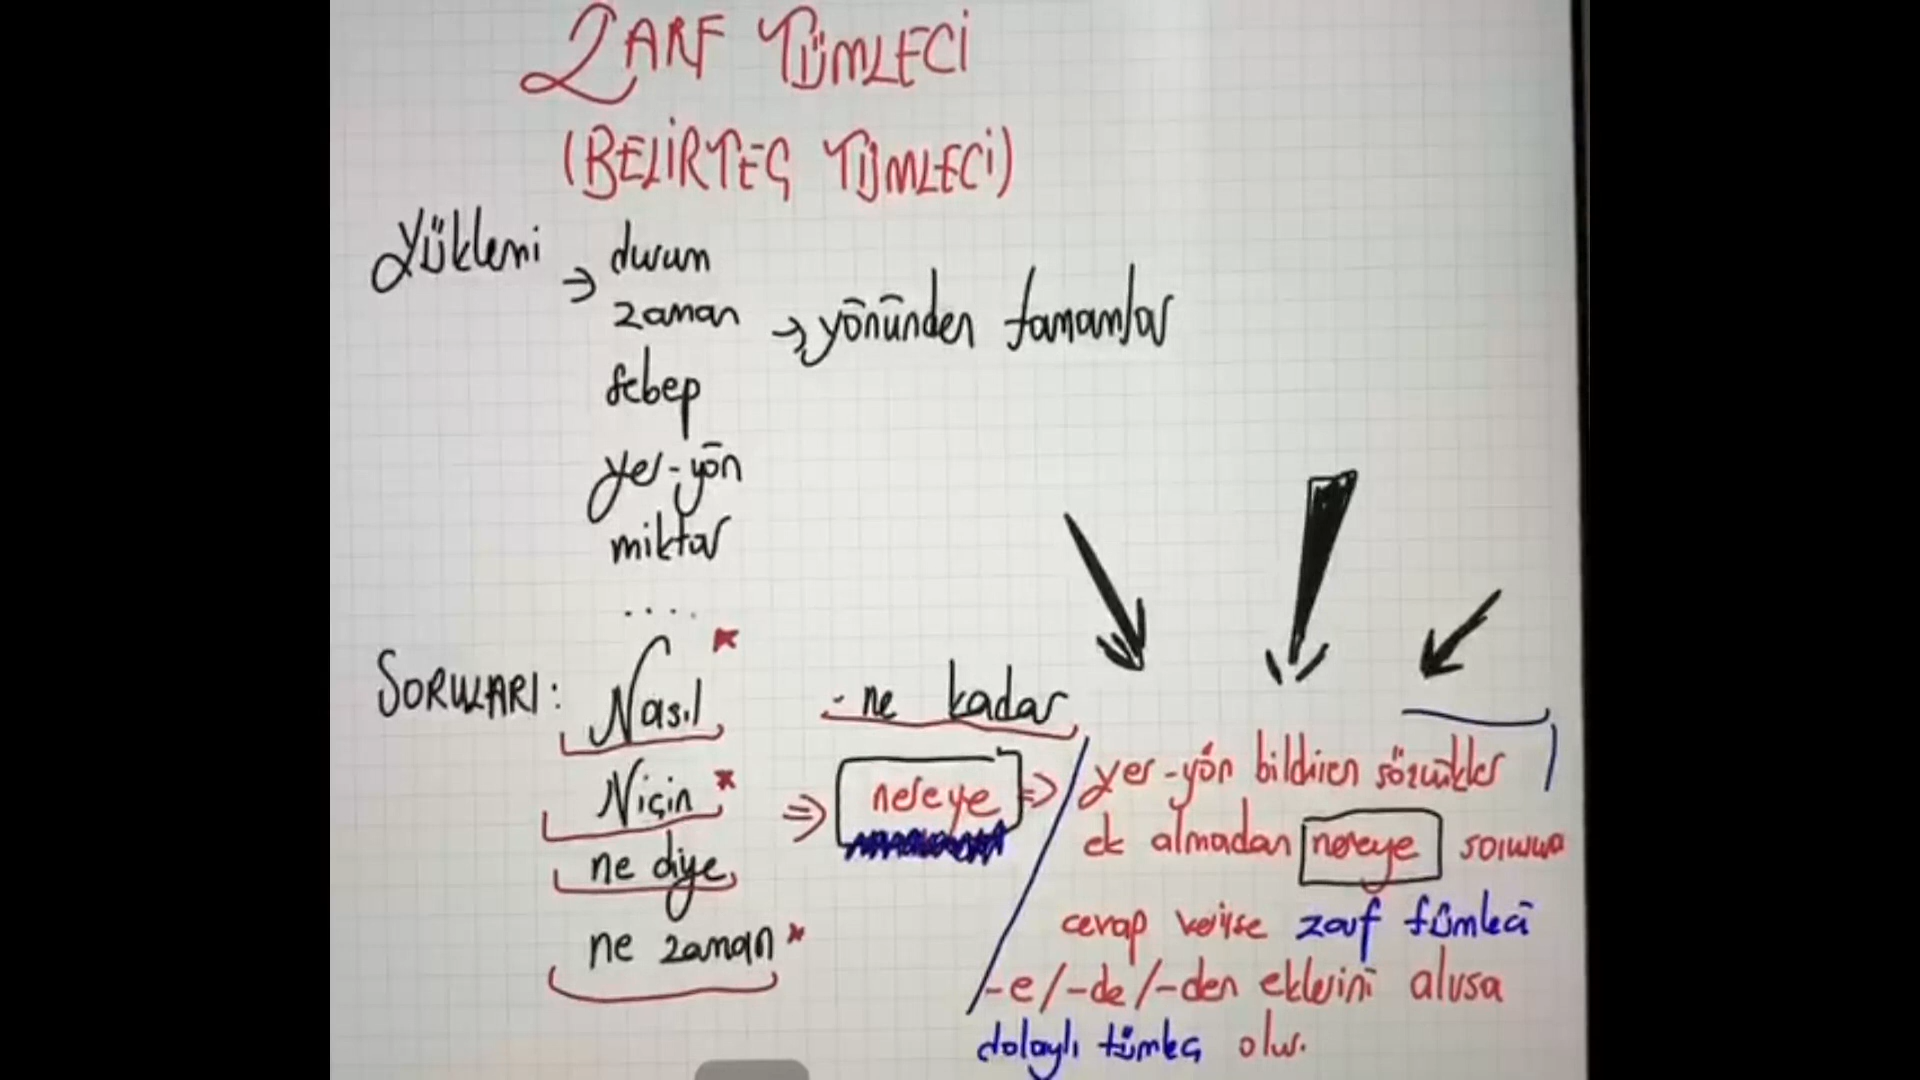 ZARF TÜMLECİ
(BELİRTEÇ TÜMLECİ)
Yüklemi → durum
zaman → yönünden tamamlar
sebep
yer-yön
miktar
....
SORULARI: Nasıl - ne kadar
Niçin ⇒ nereye ⇒
ne diye
ne zaman
yer-yön bildiren sözcükler
ek almadan nereye sorusuna
cevap verirse zarf tümleci
-e/-de/-den eklerini alırsa
dolaylı tümleç olur.